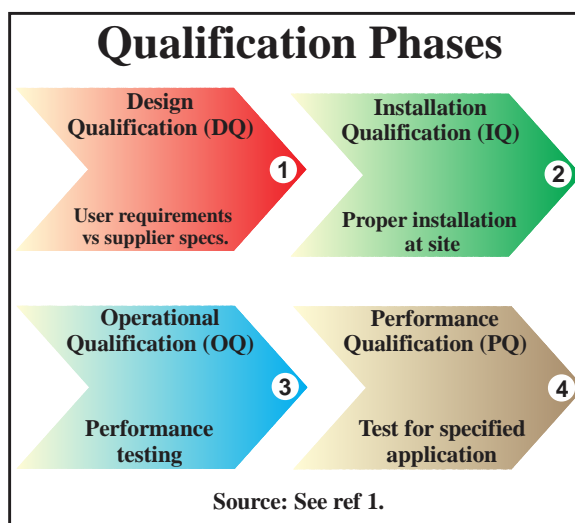 Qualification Phases
Design
Qualification (DQ)
1
User requirements
vs supplier specs.
Installation
Qualification (IQ)
2
Proper installation
at site
Operational
Qualification (OQ)
3
Performance
testing
Performance
Qualification (PQ)
4
Test for specified
application
Source: See ref 1.